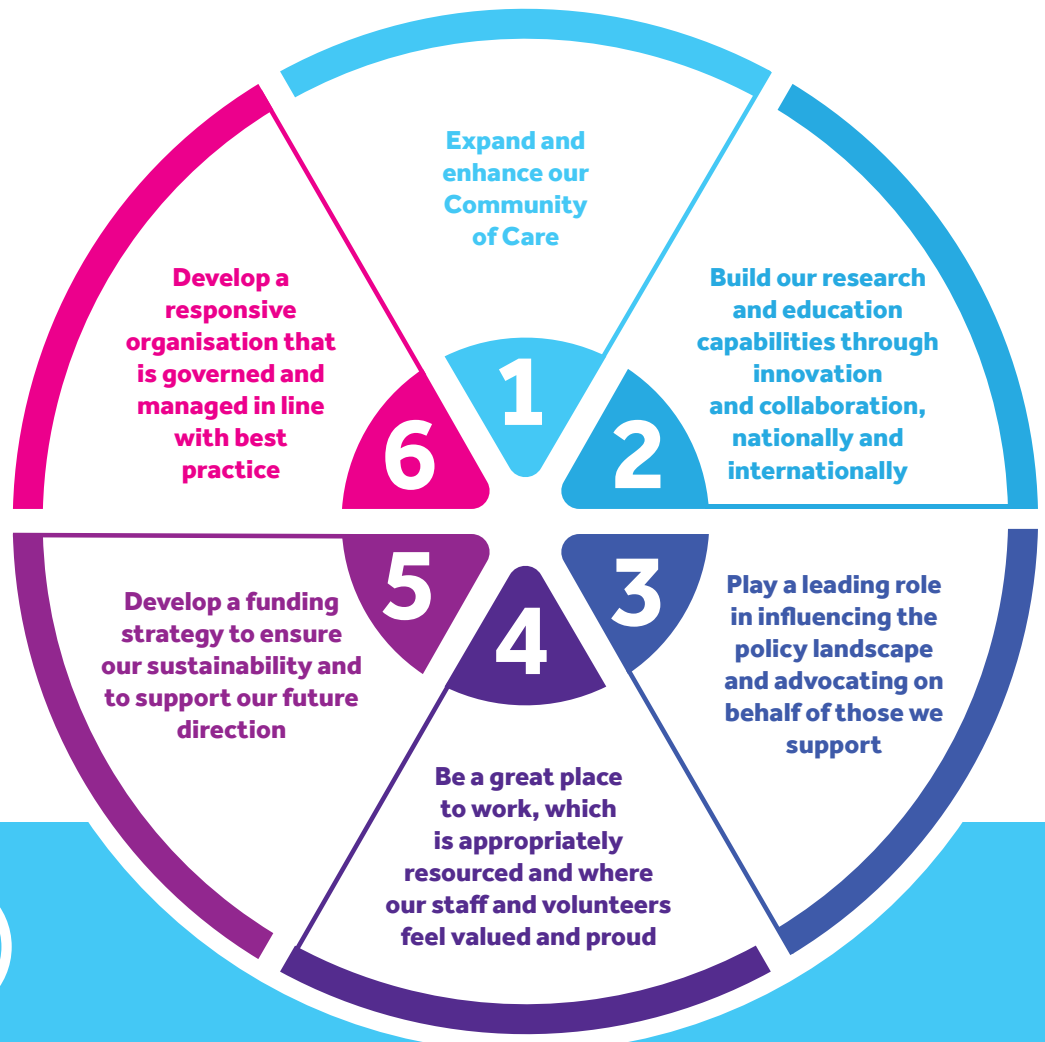 Expand and
enhance our
Community
of Care
1
Build our research
and education
capabilities through
innovation
and collaboration,
nationally and
internationally
2
Play a leading role
in influencing the
policy landscape
and advocating on
behalf of those we
support
3
Be a great place
to work, which
is appropriately
resourced and where
our staff and volunteers
feel valued and proud
4
Develop a funding
strategy to ensure
our sustainability and
to support our future
direction
5
Develop a
responsive
organisation that
is governed and
managed in line
with best
practice
6